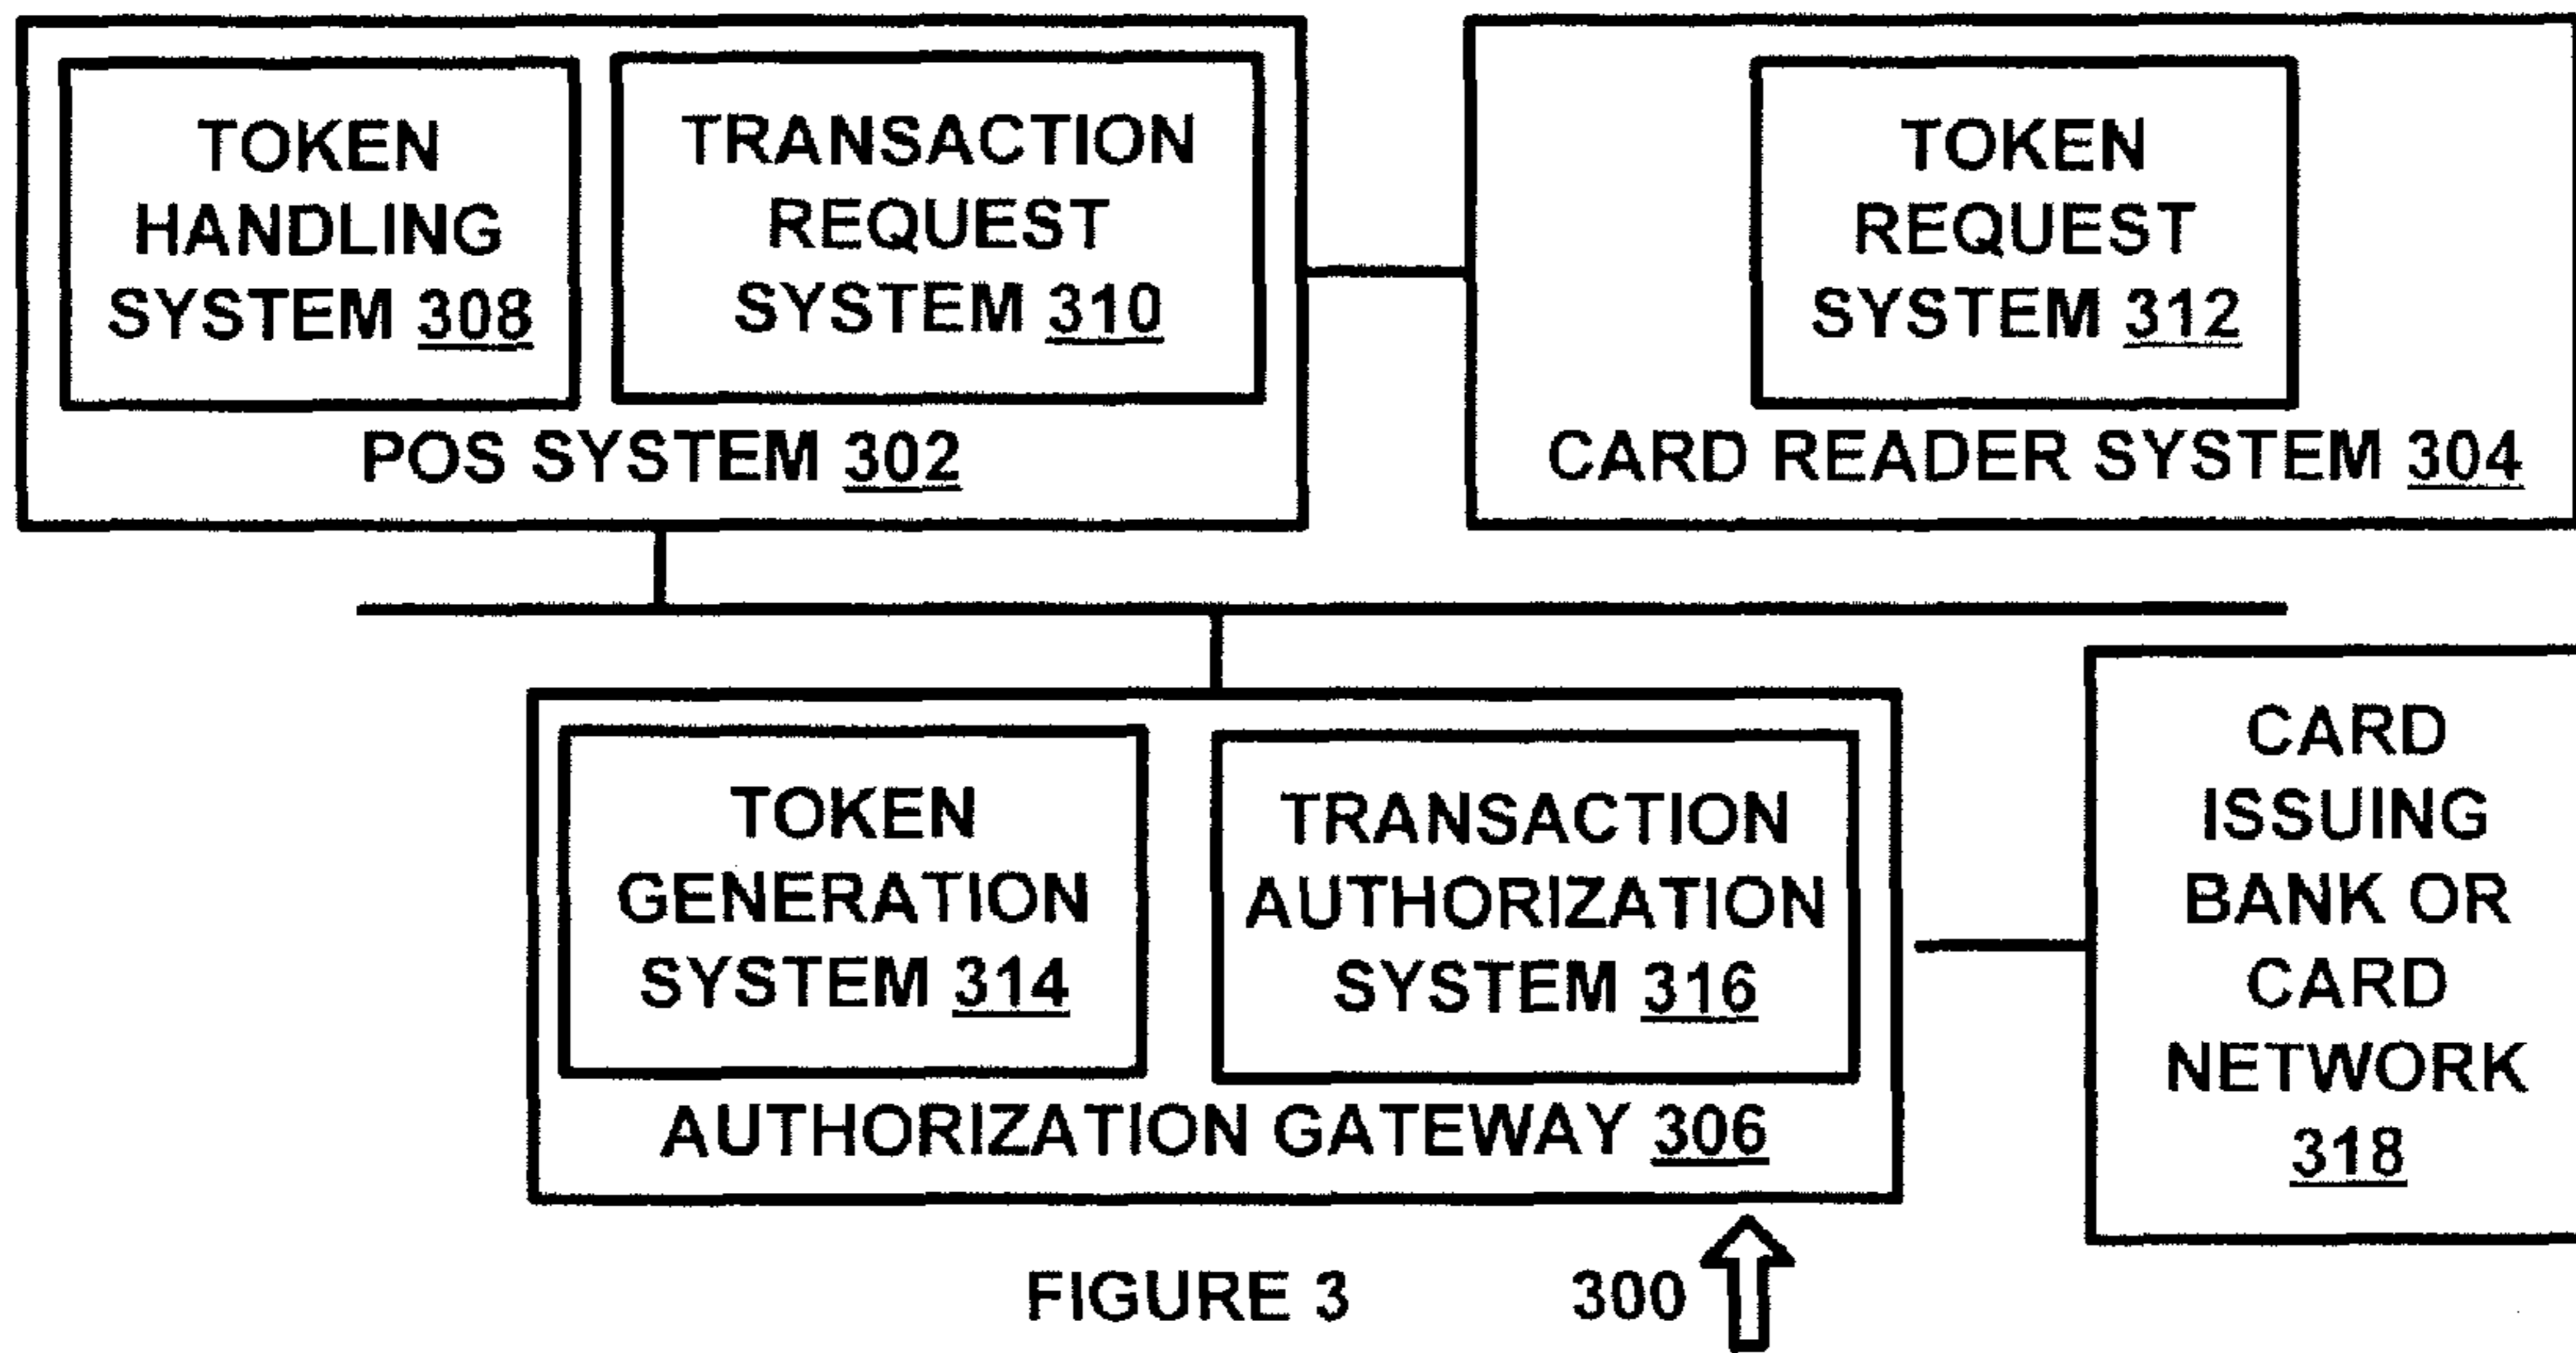 TOKEN
HANDLING
SYSTEM 308
TRANSACTION
REQUEST
SYSTEM 310
POS SYSTEM 302
TOKEN
REQUEST
SYSTEM 312
CARD READER SYSTEM 304
TOKEN
GENERATION
SYSTEM 314
TRANSACTION
AUTHORIZATION
SYSTEM 316
AUTHORIZATION GATEWAY 306
CARD
ISSUING
BANK OR
CARD
NETWORK
318
FIGURE 3
300